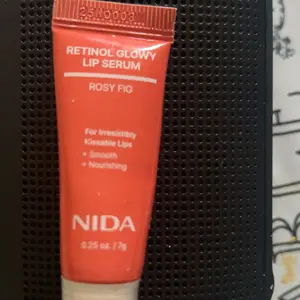 RETINOL GLOWY
LIP SERUM
ROSY FIG
For Irresistibly
Kissable Lips
+ Smooth
+ Nourishing
NIDA
0.25 oz. / 7g